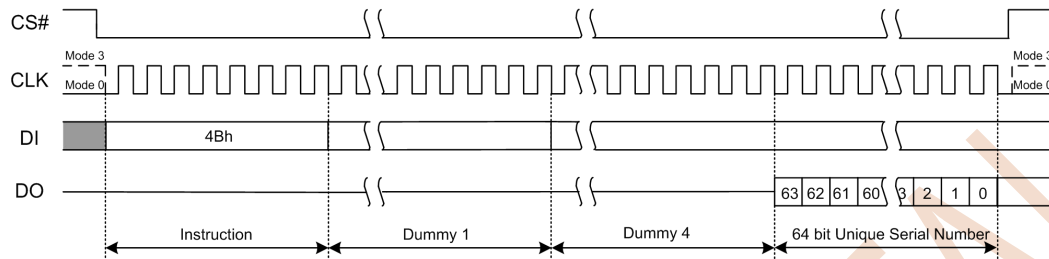 CS#
Mode 3
Mode 3
CLK
Mode 0
Mode 0
DI
4Bh
DO
63 62 61 60 3 2 1 0
Instruction Dummy 1 Dummy 4 64 bit Unique Serial Number